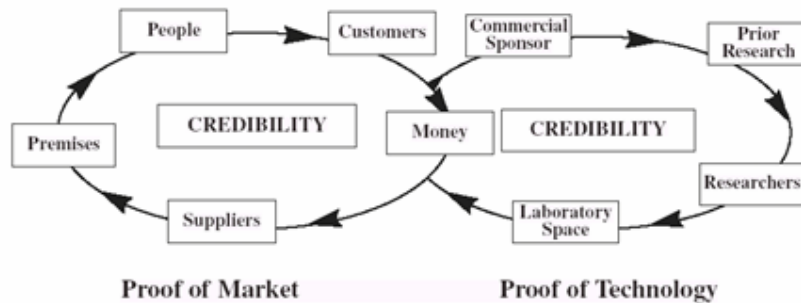 People
Customers
Commercial
Sponsor
Prior
Research
CREDIBILITY
Money
CREDIBILITY
Premises
Researchers
Suppliers
Laboratory
Space
Proof of Market
Proof of Technology